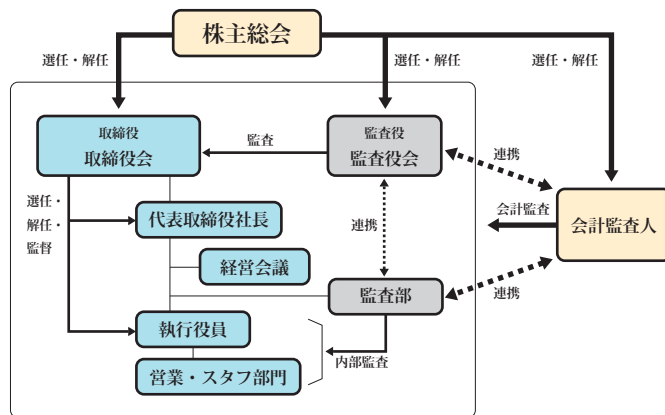 株主総会
選任・解任
選任・解任
選任・解任
取締役
取締役会
監査
監査役
監査役会
連携
選任・
解任・
監督
代表取締役社長
連携
会計監査
会計監査人
経営会議
監査部
連携
執行役員
内部監査
営業・スタフ部門